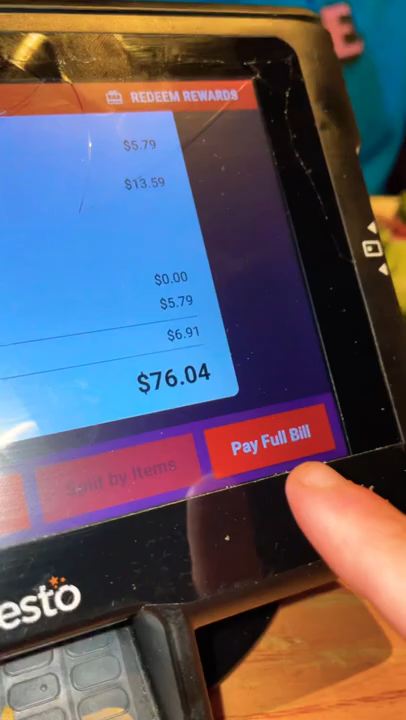 REDEEM REWARDS
$5.79
$13.59
$0.00
$5.79
$6.91
$76.04
Split by Items
Pay Full Bill
esto